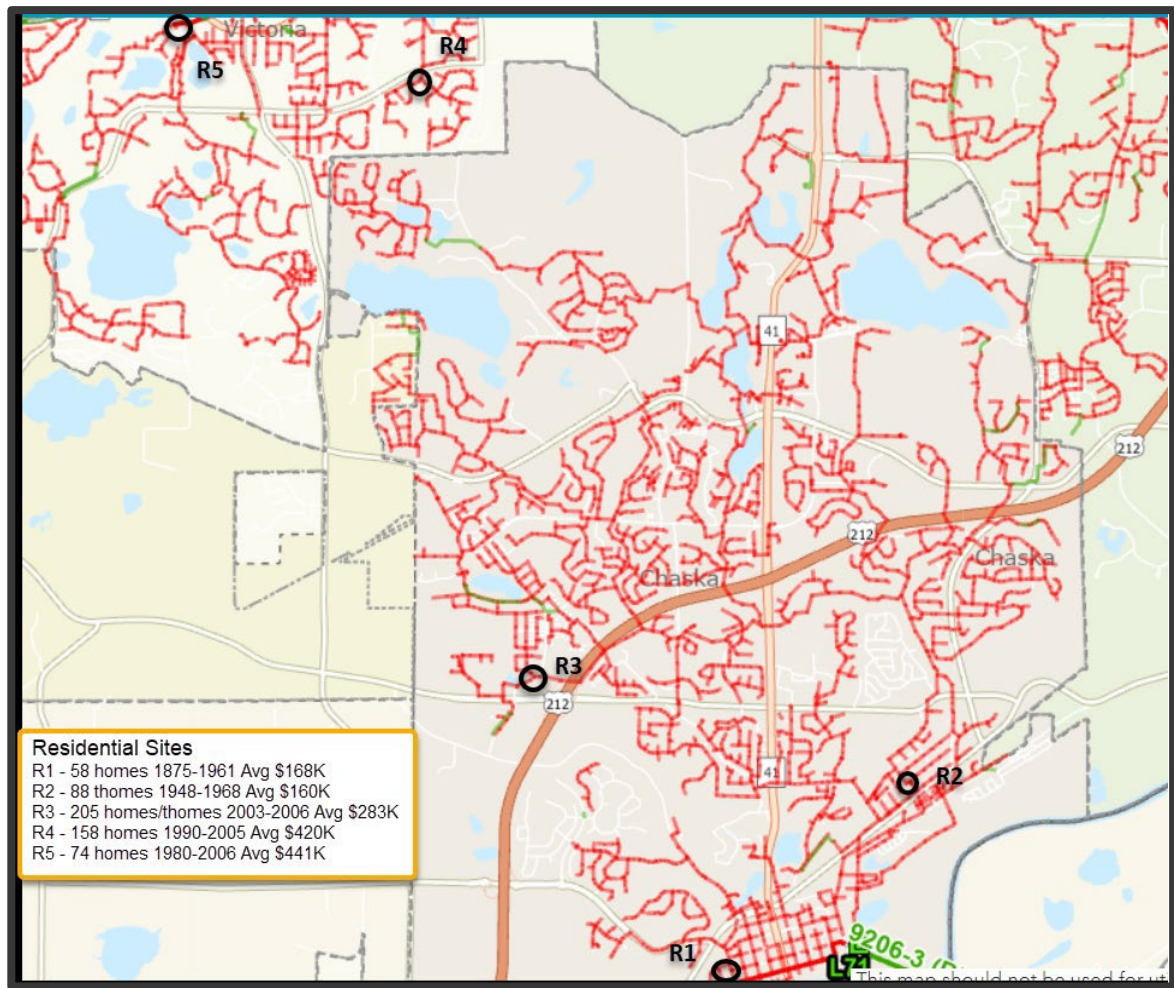 Victoria
R4
R5
41
212
212
Chaska
Chaska
R3
212
Residential Sites
R1 - 58 homes 1875-1961 Avg $168K
R2 - 88 thomes 1948-1968 Avg $160K
R3 - 205 homes/thomes 2003-2006 Avg $283K
R4 - 158 homes 1990-2005 Avg $420K
R5 - 74 homes 1980-2006 Avg $441K
41
R2
R1
9206-3
L71
This map should not be used for ut